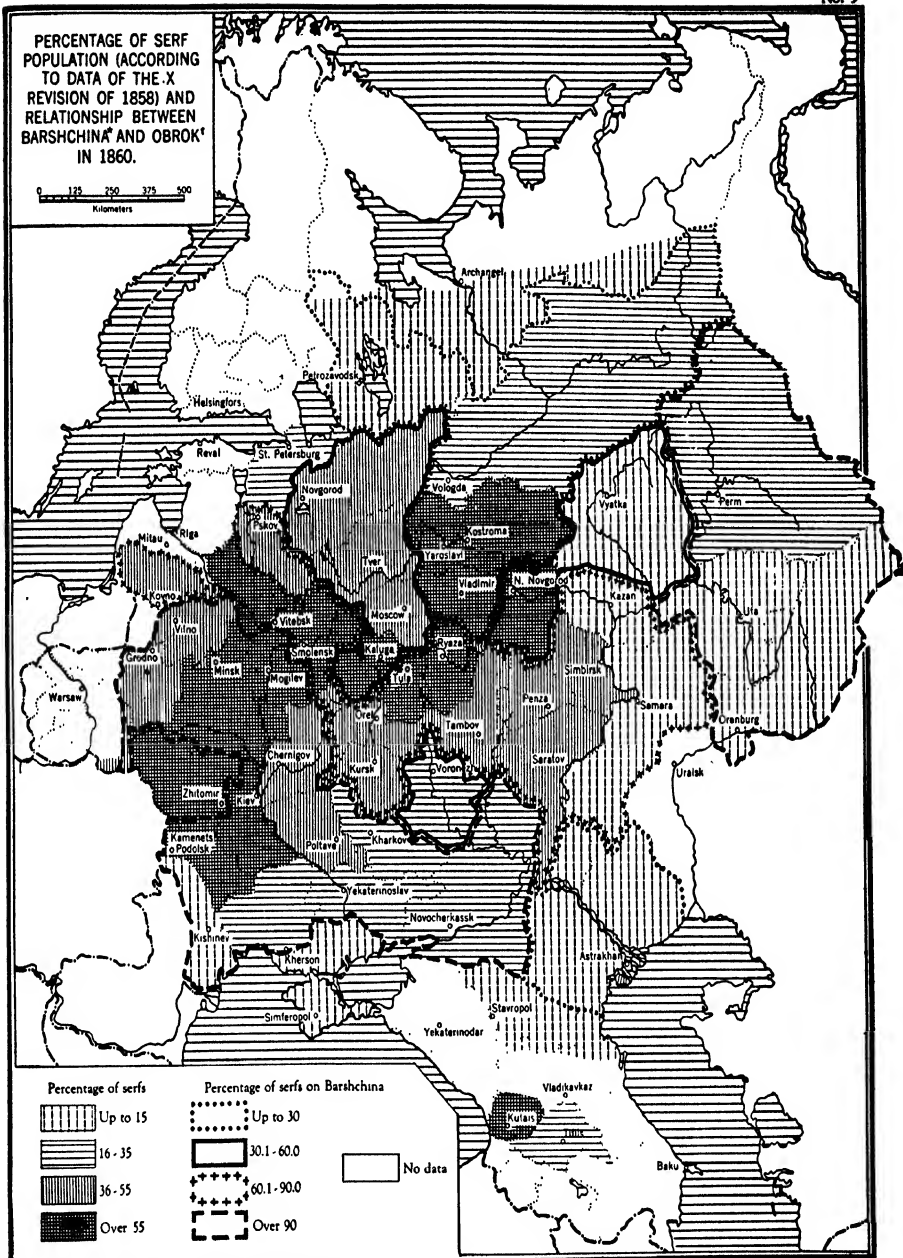 No. 9
PERCENTAGE OF SERF
POPULATION (ACCORDING
TO DATA OF THE X
REVISION OF 1858) AND
RELATIONSHIP BETWEEN
BARSHCHINA AND OBROK
IN 1860.
0 125 250 375 500
Kilometers
Archangel
Petrozavodsk
Helsingfors
Reval
St. Petersburg
Novgorod
Vologda
Vyatka
Perm
Pskov
Kostroma
Mitau
Riga
Tver
Yaroslavl
Vladimir
N. Novgorod
Kazan
Ufa
Kovno
Vilno
Vitebsk
Moscow
Smolensk
Kaluga
Ryaza
Simbirsk
Grodno
Minsk
Mogilev
Tula
Penza
Samara
Warsaw
Orel
Tambov
Orenburg
Chernigov
Kursk
Voronezh
Saratov
Uralsk
Zhitomir
Kiev
Kamenets
Podolsk
Poltava
Kharkov
Yekaterinoslav
Novocherkassk
Kishinev
Kherson
Astrakhan
Simferopol
Stavropol
Yekaterinodar
Vladikavkaz
Kutais
Tiflis
Baku
Percentage of serfs
Up to 15
16-35
36-55
Over 55
Percentage of serfs on Barshchina
Up to 30
30.1-60.0
60.1-90.0
Over 90
No data